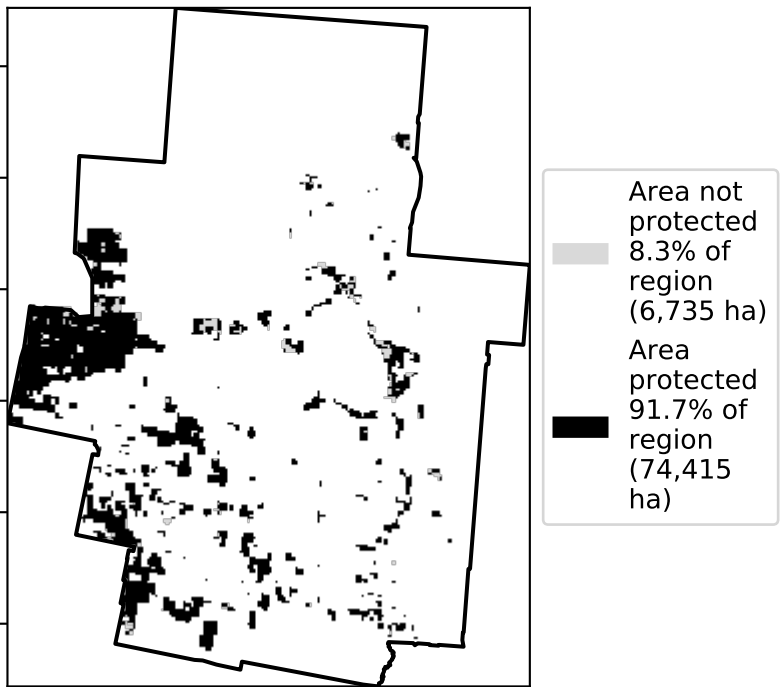 Area not
protected
8.3% of
region
(6,735 ha)
Area
protected
91.7% of
region
(74,415
ha)